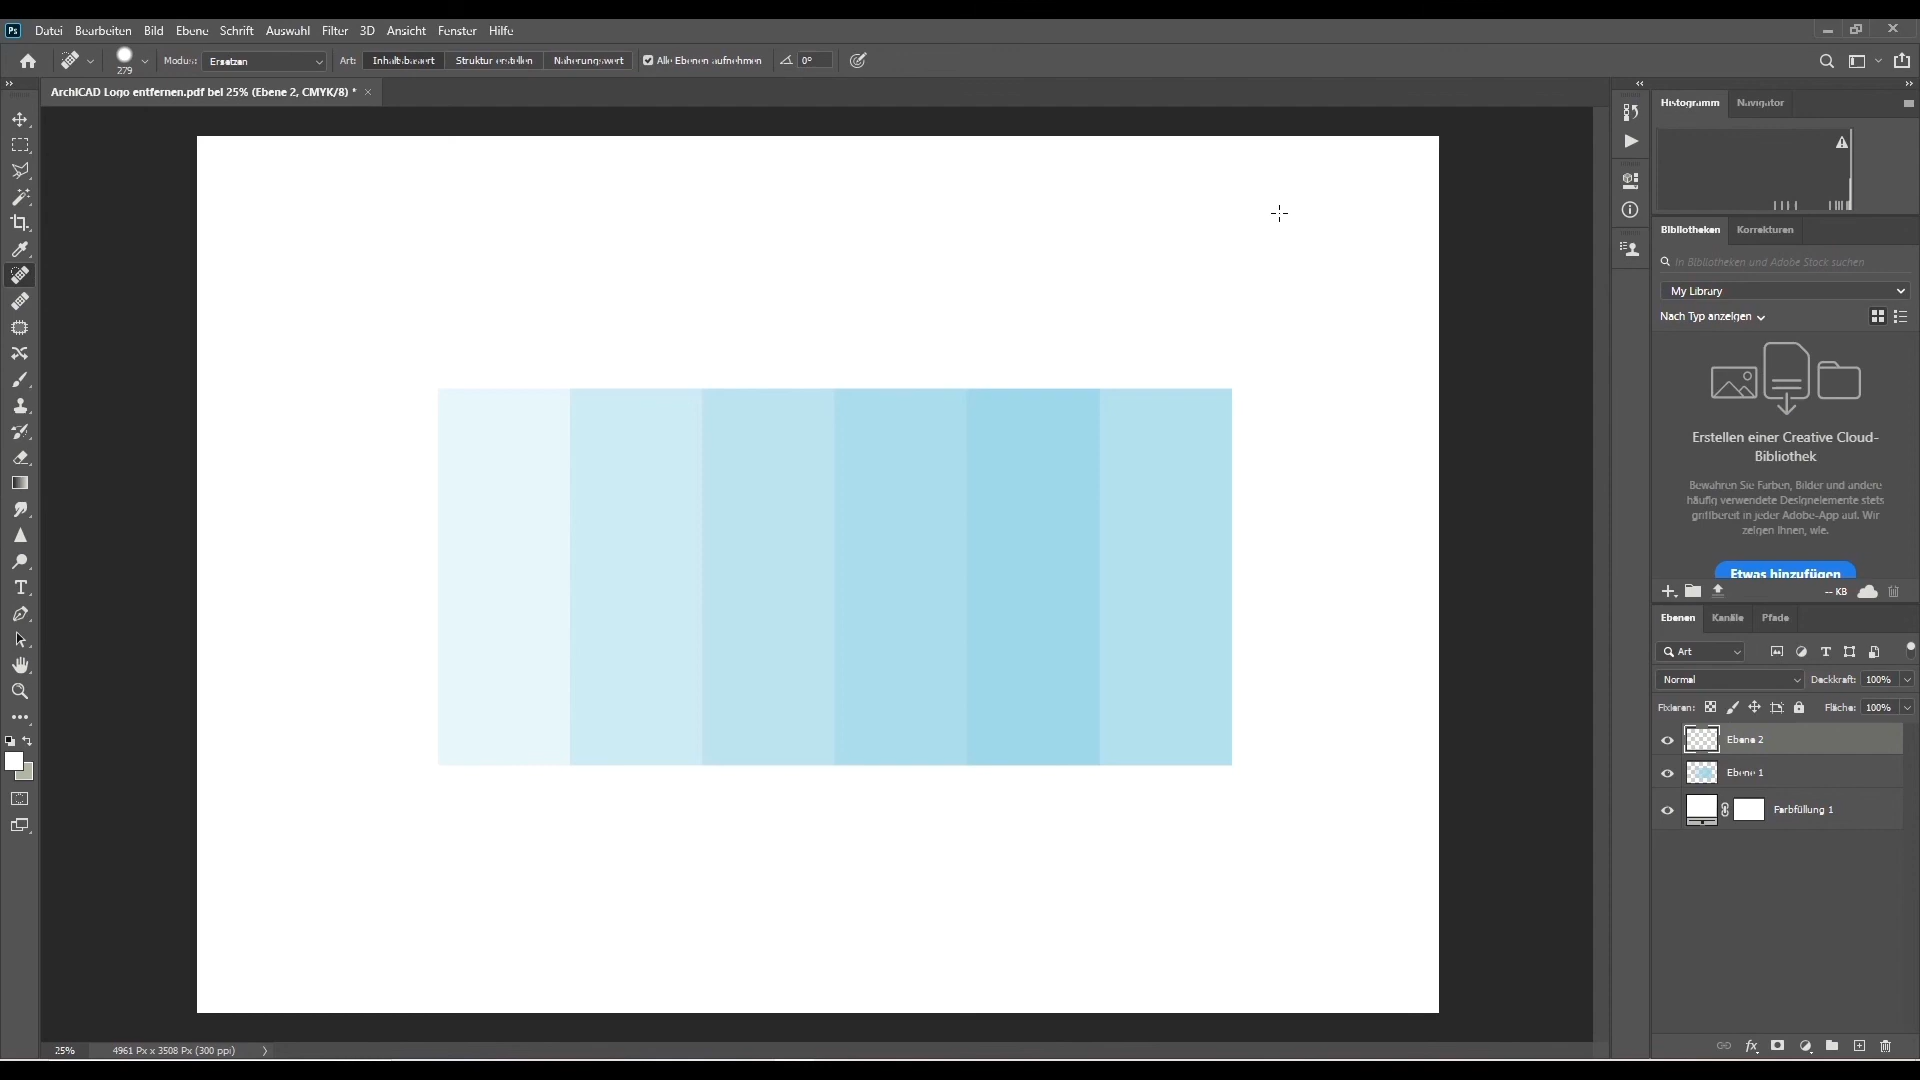 Ps
Datei Bearbeiten Bild Ebene Schrift Auswahl Filter 3D Ansicht Fenster Hilfe
279 Modus: Ersetzen Art: Inhaltsbasiert Struktur erstellen Näherungswert Alle Ebenen aufnehmen 0°
ArchiCAD Logo entfernen.pdf bei 25% (Ebene 2, CMYK/8) *
Histogramm Navigator
Bibliotheken Korrekturen
In Bibliotheken und Adobe Stock suchen
My Library
Nach Typ anzeigen
Erstellen einer Creative Cloud-
Bibliothek
Bewahren Sie Farben, Bilder und andere
häufig verwendete Designelemente stets
griffbereit in jeder Adobe-App auf. Wir
zeigen Ihnen, wie.
Etwas hinzufügen
-- KB
Ebenen Kanäle Pfade
Art
Normal Deckkraft: 100%
Fixieren: Fläche: 100%
Ebene 2
Ebene 1
Farbfüllung 1
fx
25% 4961 Px x 3508 Px (300 ppi)